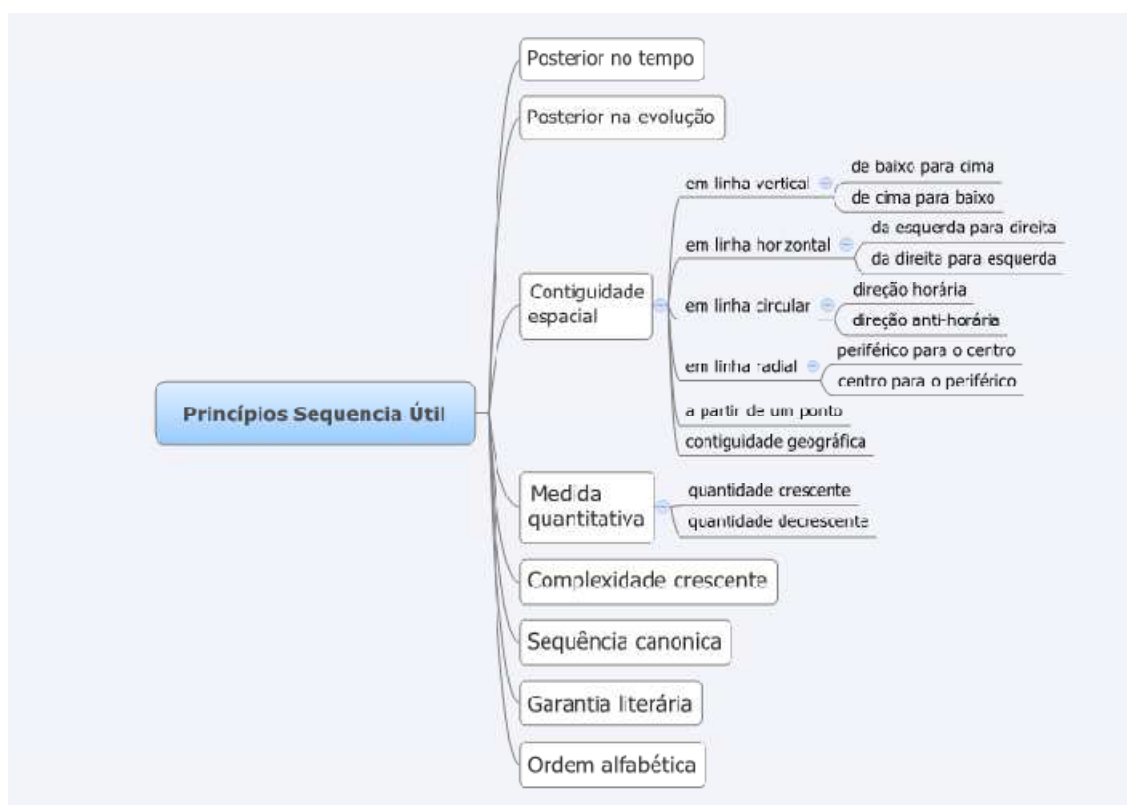 Posterior no tempo
Posterior na evolução
de baixo para cima
em linha vertical
de cima para baixo
da esquerda para direita
em linha horzontal
da direita para esquerda
Contiguidade
espacial
direção horária
em linha circular
direção anti-horária
periférico para o centro
em linha radial
centro para o periférico
a partir de um ponto
contiguidade geográfica
Princípios Sequencia Útil
Medida
quantitativa
quantidade crescente
quantidade decrescente
Complexidade crescente
Sequência canonica
Garantia literária
Ordem alfabética